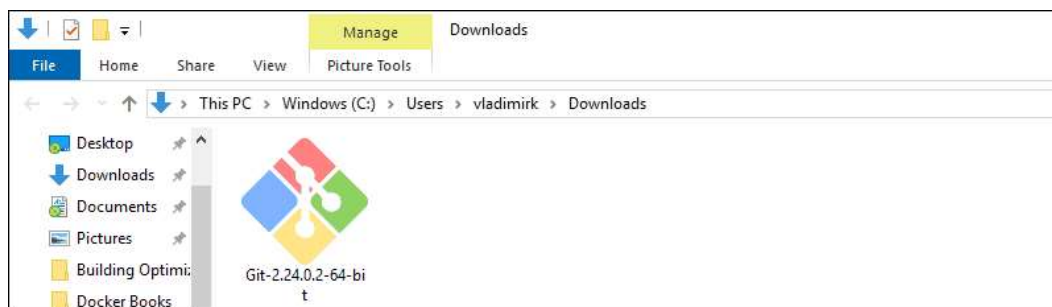 Manage
Downloads
File
Home
Share
View
Picture Tools
This PC > Windows (C:) > Users > vladimirk > Downloads
Desktop
Downloads
Documents
Pictures
Building Optimi
Docker Books
Git-2.24.0.2-64-bi
t